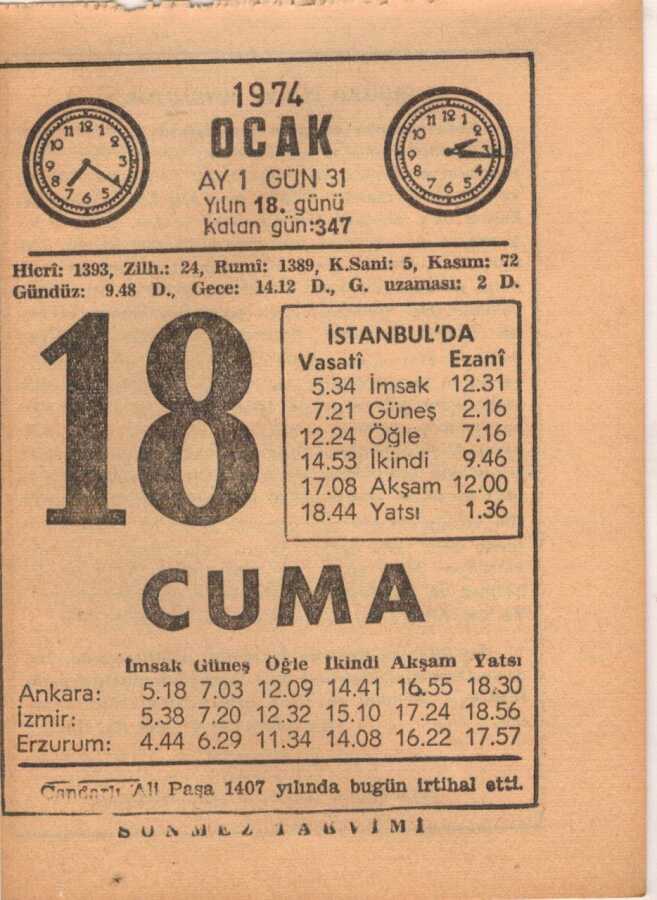 1974
OCAK
AY 1 GÜN 31
Yılın 18. günü
Kalan gün:347
Hicrî: 1393, Zilh.: 24, Rumî: 1389, K.Sani: 5, Kasım: 72
Gündüz: 9.48 D., Gece: 14.12 D., G. uzaması: 2 D.
18
İSTANBUL'DA
Vasatî Ezanî
5.34 İmsak 12.31
7.21 Güneş 2.16
12.24 Öğle 7.16
14.53 İkindi 9.46
17.08 Akşam 12.00
18.44 Yatsı 1.36
CUMA
İmsak Güneş Öğle İkindi Akşam Yatsı
Ankara: 5.18 7.03 12.09 14.41 16.55 18.30
İzmir: 5.38 7.20 12.32 15.10 17.24 18.56
Erzurum: 4.44 6.29 11.34 14.08 16.22 17.57
Çandarlı Ali Paşa 1407 yılında bugün irtihal etti.
SÖNMEZ TAKVİMİ